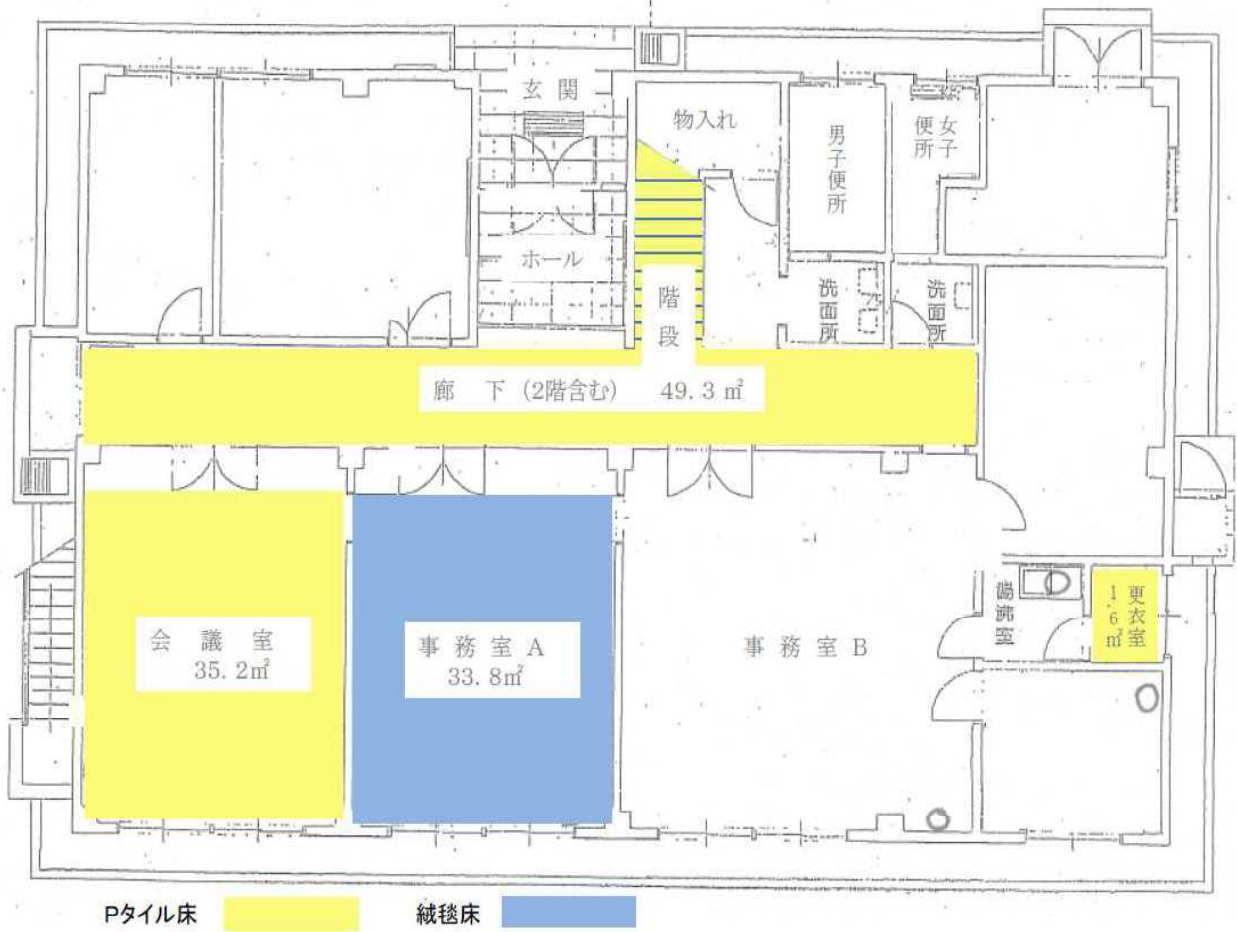 玄関
物入れ
男子便所
女子便所
ホール
階段
洗面所
洗面所
廊 下 (2階含む) 49.3 ㎡
会 議 室
35.2㎡
事 務 室 A
33.8㎡
事 務 室 B
湯沸室
更衣室
1.6㎡
Pタイル床
絨毯床